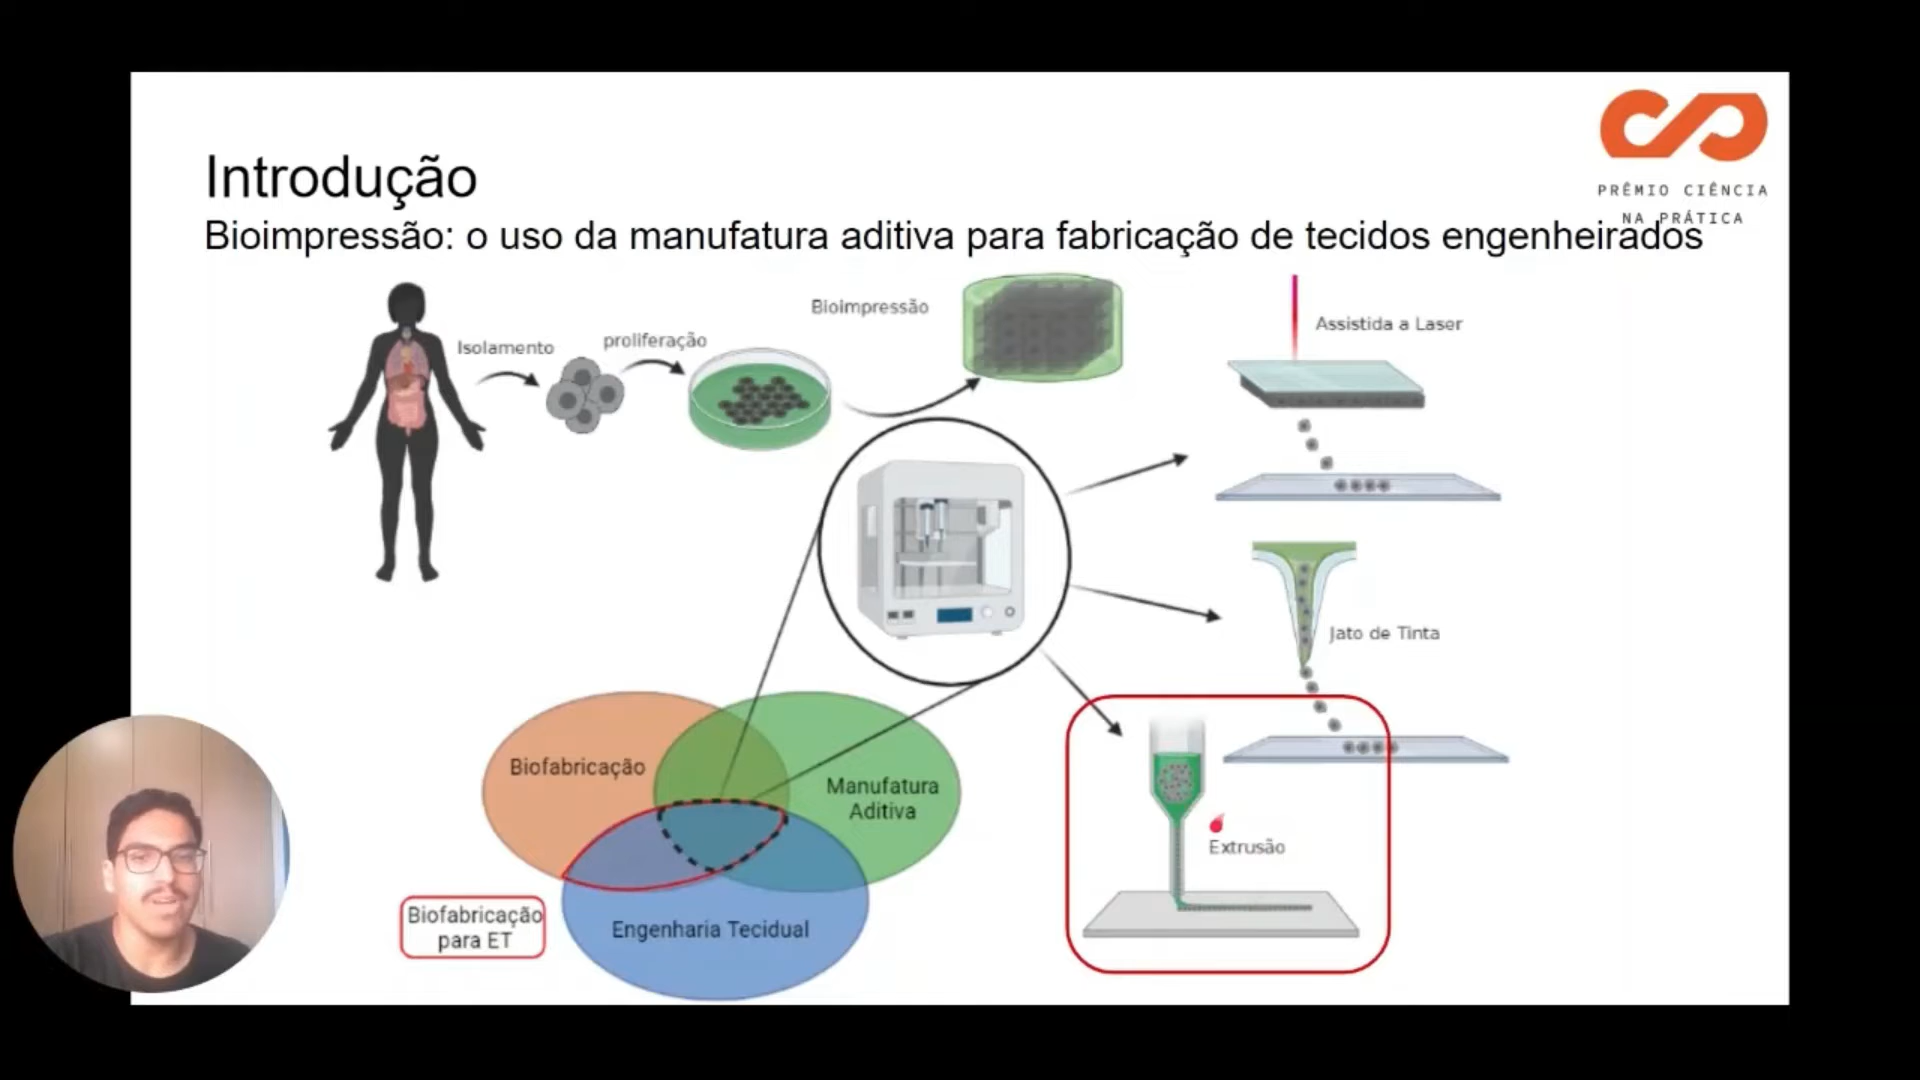 PRÊMIO CIÊNCIA
NA PRÁTICA
Introdução
Bioimpressão: o uso da manufatura aditiva para fabricação de tecidos engenheirados
Isolamento
proliferação
Bioimpressão
Assistida a Laser
Jato de Tinta
Extrusão
Biofabricação
Manufatura
Aditiva
Engenharia Tecidual
Biofabricação
para ET